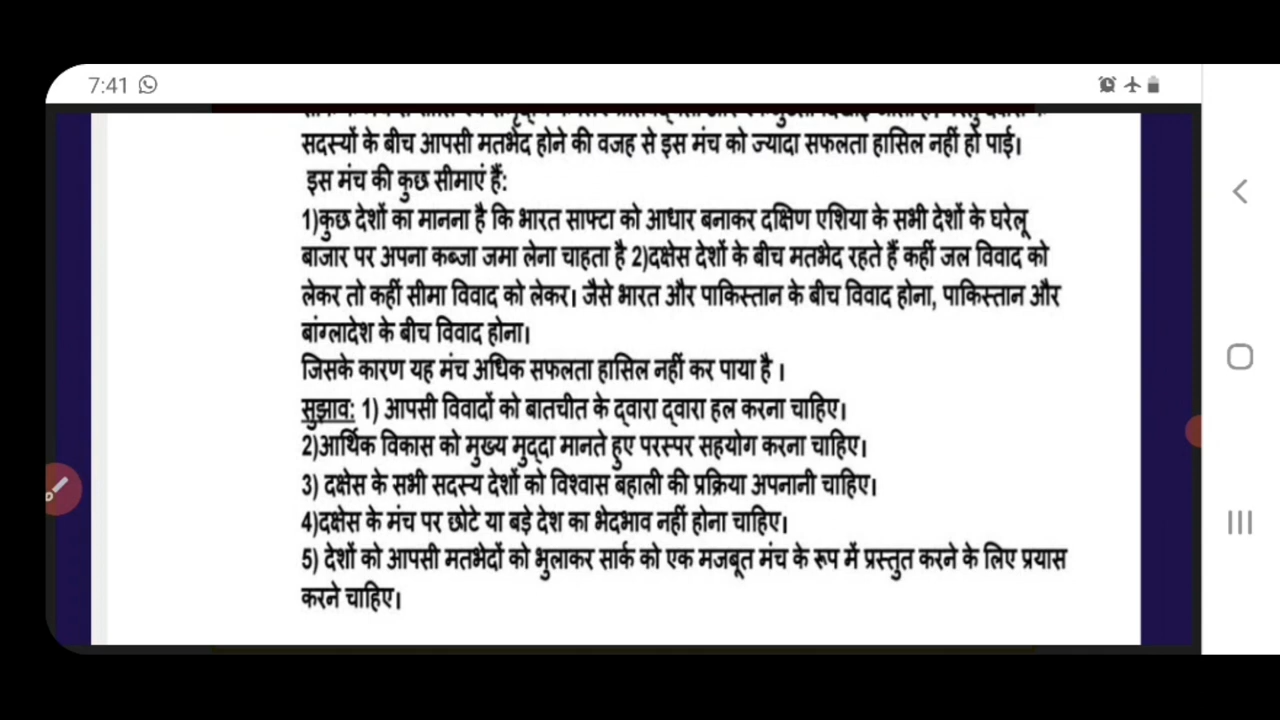 7:41
सदस्यों के बीच आपसी मतभेद होने की वजह से इस मंच को ज्यादा सफलता हासिल नहीं हो पाई।
इस मंच की कुछ सीमाएं हैं:
1)कुछ देशों का मानना है कि भारत साफ्टा को आधार बनाकर दक्षिण एशिया के सभी देशों के घरेलू
बाजार पर अपना कब्जा जमा लेना चाहता है 2)दक्षेस देशों के बीच मतभेद रहते हैं कहीं जल विवाद को
लेकर तो कहीं सीमा विवाद को लेकर। जैसे भारत और पाकिस्तान के बीच विवाद होना, पाकिस्तान और
बांग्लादेश के बीच विवाद होना।
जिसके कारण यह मंच अधिक सफलता हासिल नहीं कर पाया है ।
सुझाव: 1) आपसी विवादों को बातचीत के द्वारा द्वारा हल करना चाहिए।
2)आर्थिक विकास को मुख्य मुद्दा मानते हुए परस्पर सहयोग करना चाहिए।
3) दक्षेस के सभी सदस्य देशों को विश्वास बहाली की प्रक्रिया अपनानी चाहिए।
4)दक्षेस के मंच पर छोटे या बड़े देश का भेदभाव नहीं होना चाहिए।
5) देशों को आपसी मतभेदों को भुलाकर सार्क को एक मजबूत मंच के रूप में प्रस्तुत करने के लिए प्रयास
करने चाहिए।